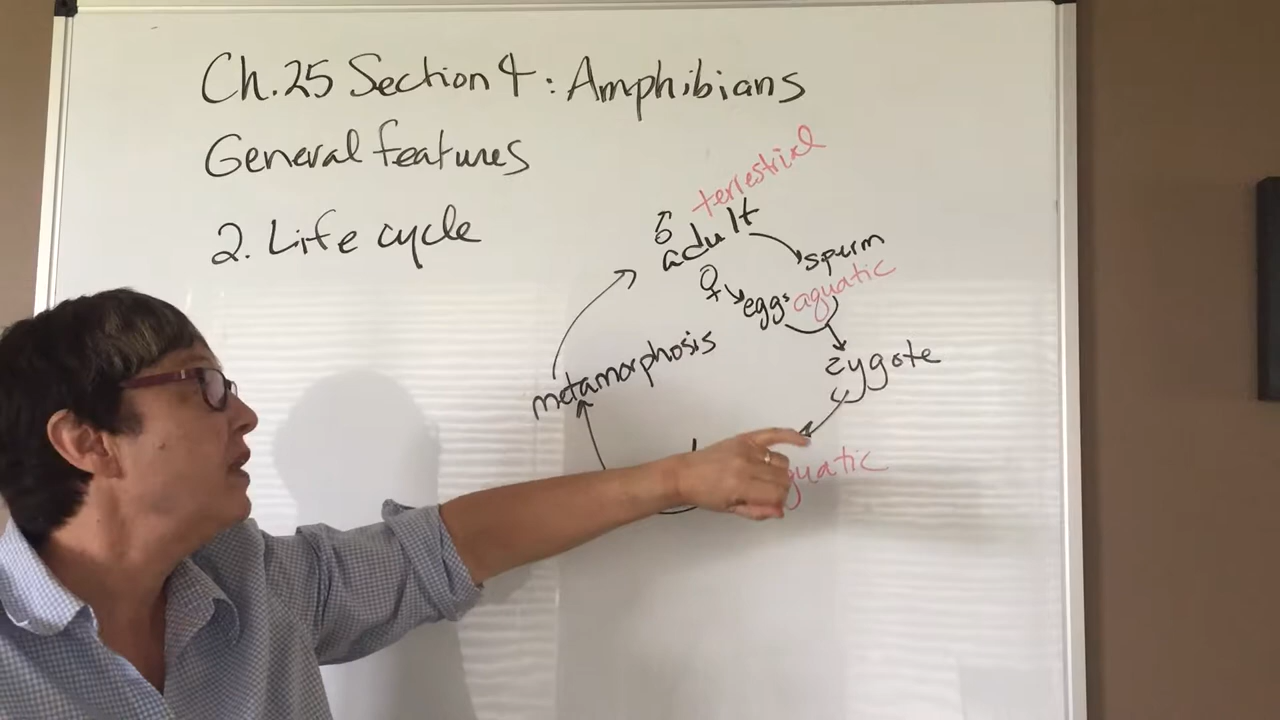 Ch.25 Section 4: Amphibians
General features
2. Life cycle
terrestrial
♂
adult
sperm
♀
eggs aquatic
zygote
metamorphosis